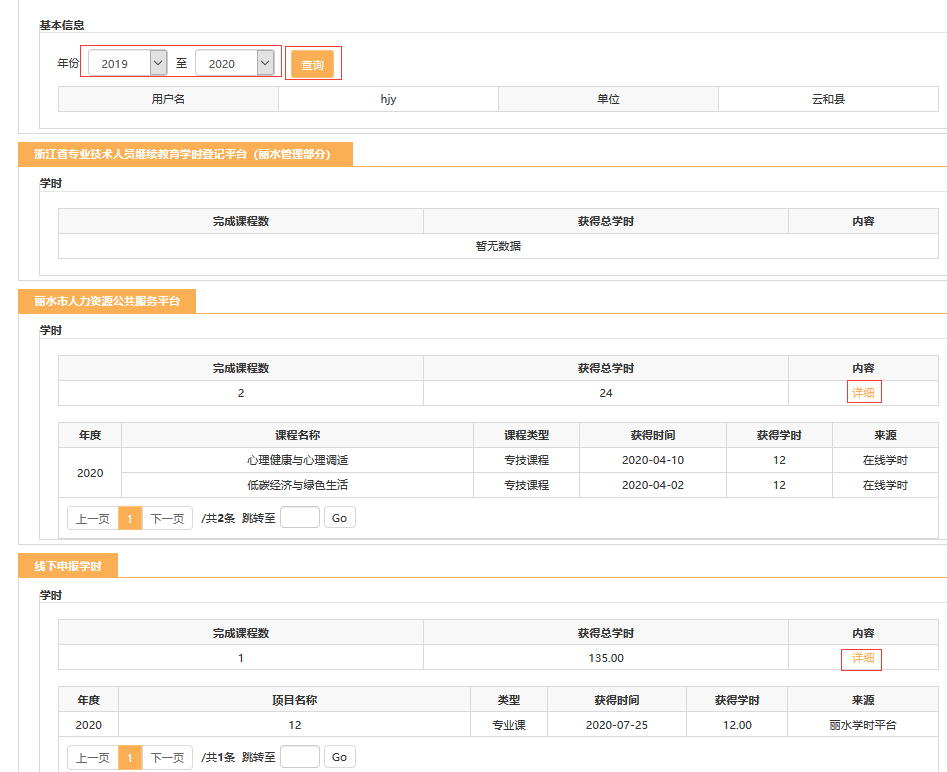 基本信息
年份 2019 至 2020 查询
用户名 hjy 单位 云和县
浙江省专业技术人员继续教育学时登记平台（丽水管理部分）
学时
完成课程数 获得总学时 内容
暂无数据
丽水市人力资源公共服务平台
学时
完成课程数 获得总学时 内容
2 24 详细
年度 课程名称 课程类型 获得时间 获得学时 来源
2020 心理健康与心理调适 专技课程 2020-04-10 12 在线学时
低碳经济与绿色生活 专技课程 2020-04-02 12 在线学时
上一页 1 下一页 /共2条 跳转至 Go
线下申报学时
学时
完成课程数 获得总学时 内容
1 135.00 详细
年度 项目名称 类型 获得时间 获得学时 来源
2020 12 专业课 2020-07-25 12.00 丽水学时平台
上一页 1 下一页 /共1条 跳转至 Go